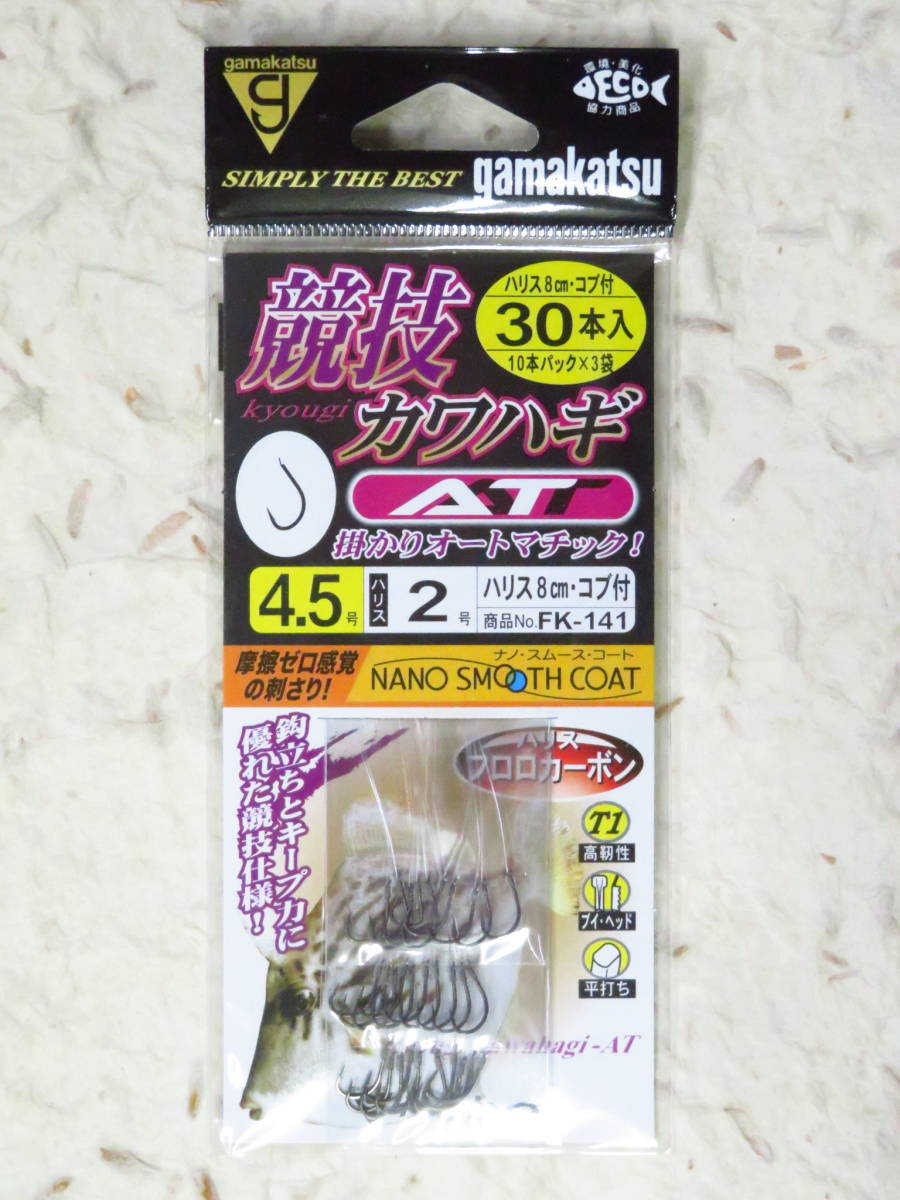 gamakatsu
環境・美化
ECO
協力商品
SIMPLY THE BEST
gamakatsu
競技
kyougi
カワハギ
ハリス8cm・コブ付
30本入
10本パック×3袋
AT
掛かりオートマチック!
4.5号
ハリス 2号
ハリス8cm・コブ付
商品No.FK-141
摩擦ゼロ感覚
の刺さり!
ナノ・スムース・コート
NANO SMOOTH COAT
鈎立ちとキープ力に
優れた競技仕様!
ハリス
フロロカーボン
T1
高靭性
ブイ・ヘッド
平打ち
-AT